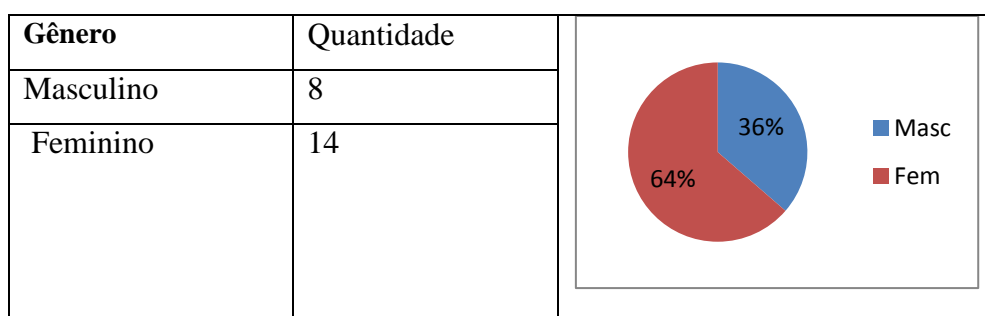 Gênero Quantidade
Masculino 8
Feminino 14
36%
64%
Masc
Fem